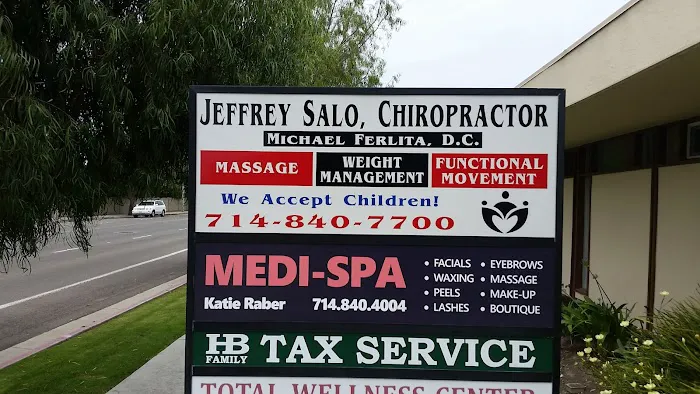 JEFFREY SALO, CHIROPRACTOR
MICHAEL FERLITA, D.C.
MASSAGE
WEIGHT MANAGEMENT
FUNCTIONAL MOVEMENT
We Accept Children!
714-840-7700
MEDI-SPA
Katie Raber 714.840.4004
• FACIALS • EYEBROWS
• WAXING • MASSAGE
• PEELS • MAKE-UP
• LASHES • BOUTIQUE
HB FAMILY TAX SERVICE
TOTAL WELLNESS CENTER